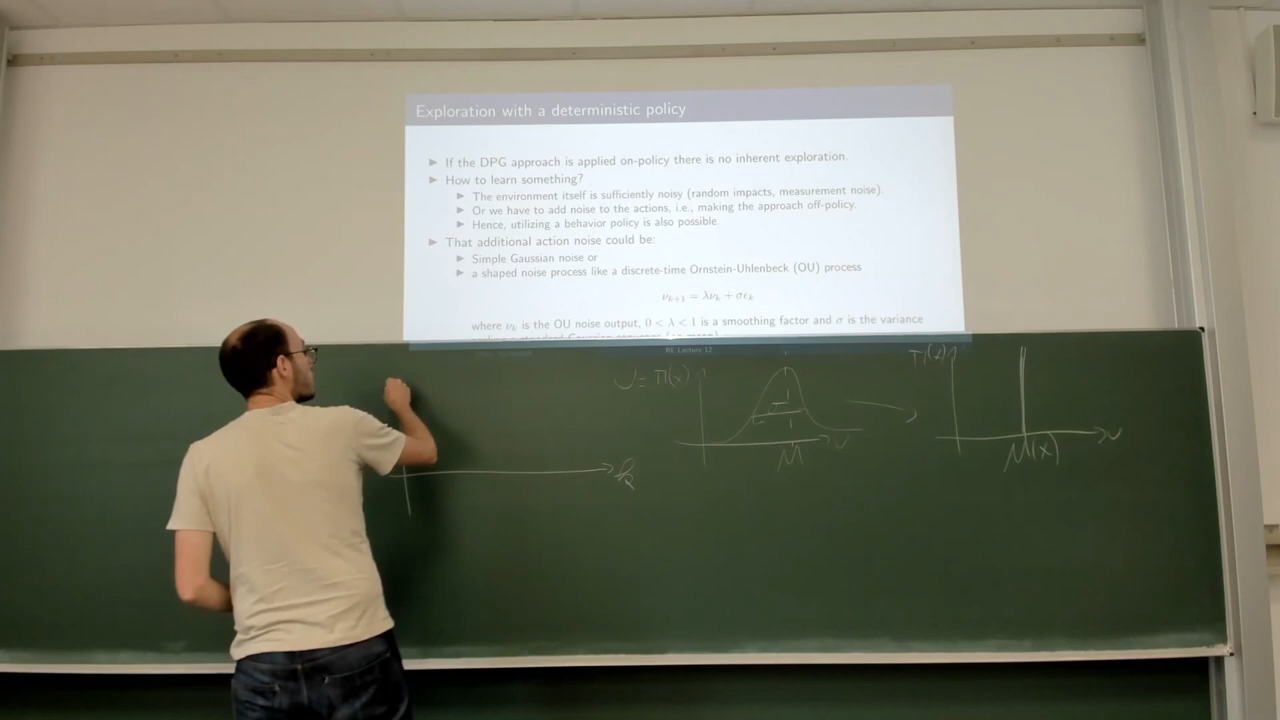 Exploration with a deterministic policy
If the DPG approach is applied on-policy there is no inherent exploration.
How to learn something?
The environment itself is sufficiently noisy (random impacts, measurement noise).
Or we have to add noise to the actions, i.e., making the approach off-policy.
Hence, utilizing a behavior policy is also possible.
That additional action noise could be:
Simple Gaussian noise or
a shaped noise process like a discrete-time Ornstein-Uhlenbeck (OU) process
νₖ₊₁ = λνₖ + σϵₖ
where νₖ is the OU noise output, 0 < λ < 1 is a smoothing factor and σ is the variance
RL Lecture 12
U = Π(x)
μ
U
Π(x)
μ(x)
U
k